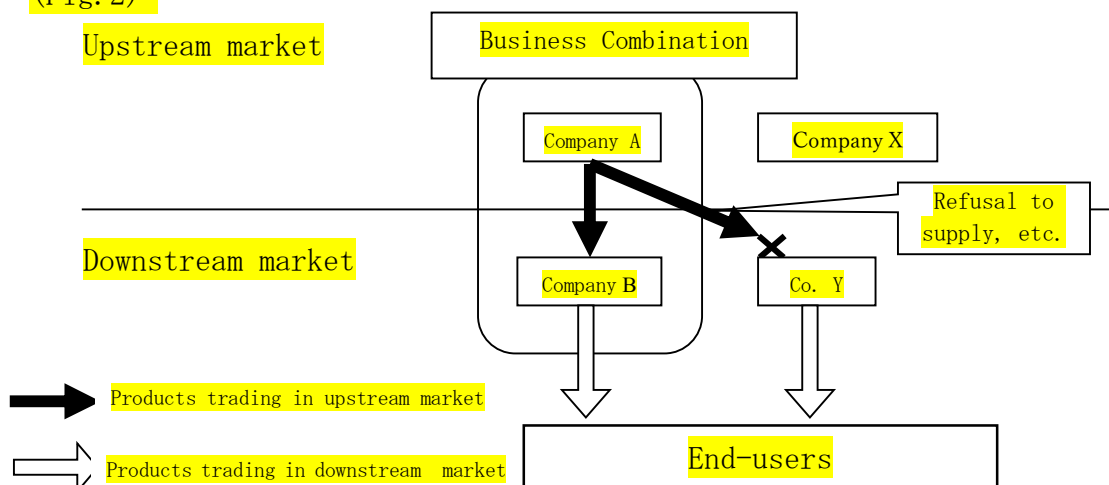 (Fig.2)
Upstream market
Business Combination
Company A
Company X
Refusal to
supply, etc.
Downstream market
Company B
Co. Y
Products trading in upstream market
Products trading in downstream market
End-users